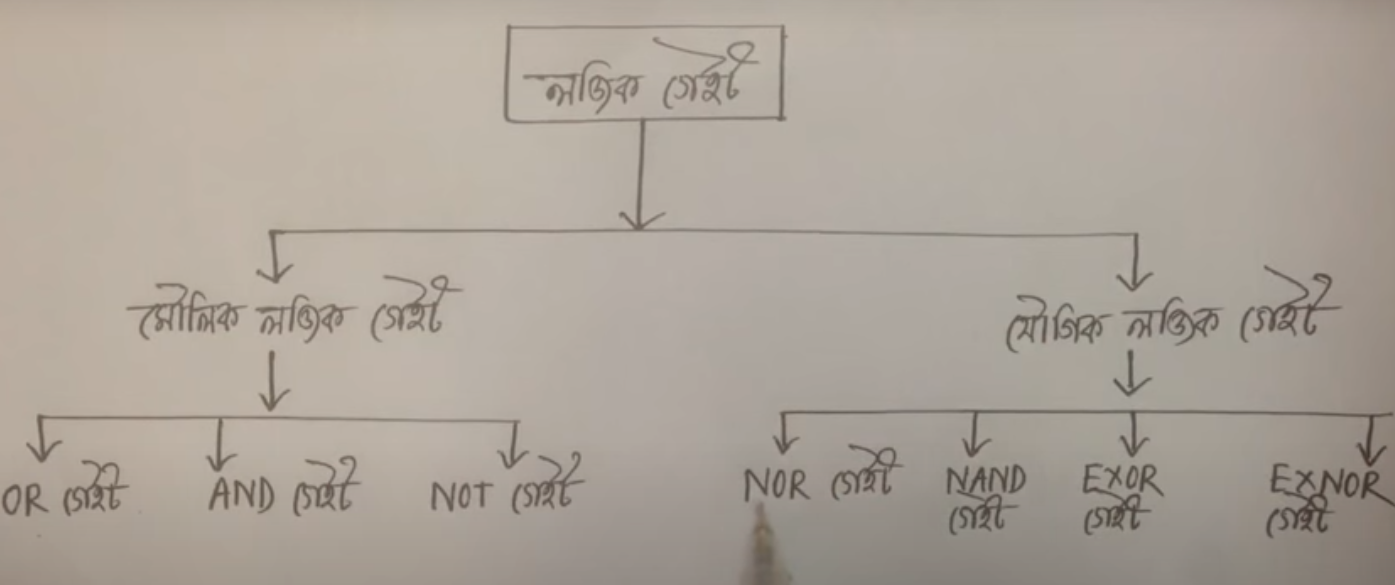 লজিক গেইট
মৌলিক লজিক গেইট
যৌগিক লজিক গেইট
OR গেইট
AND গেইট
NOT গেইট
NOR গেইট
NAND
গেইট
EXOR
গেইট
EXNOR
গেইট